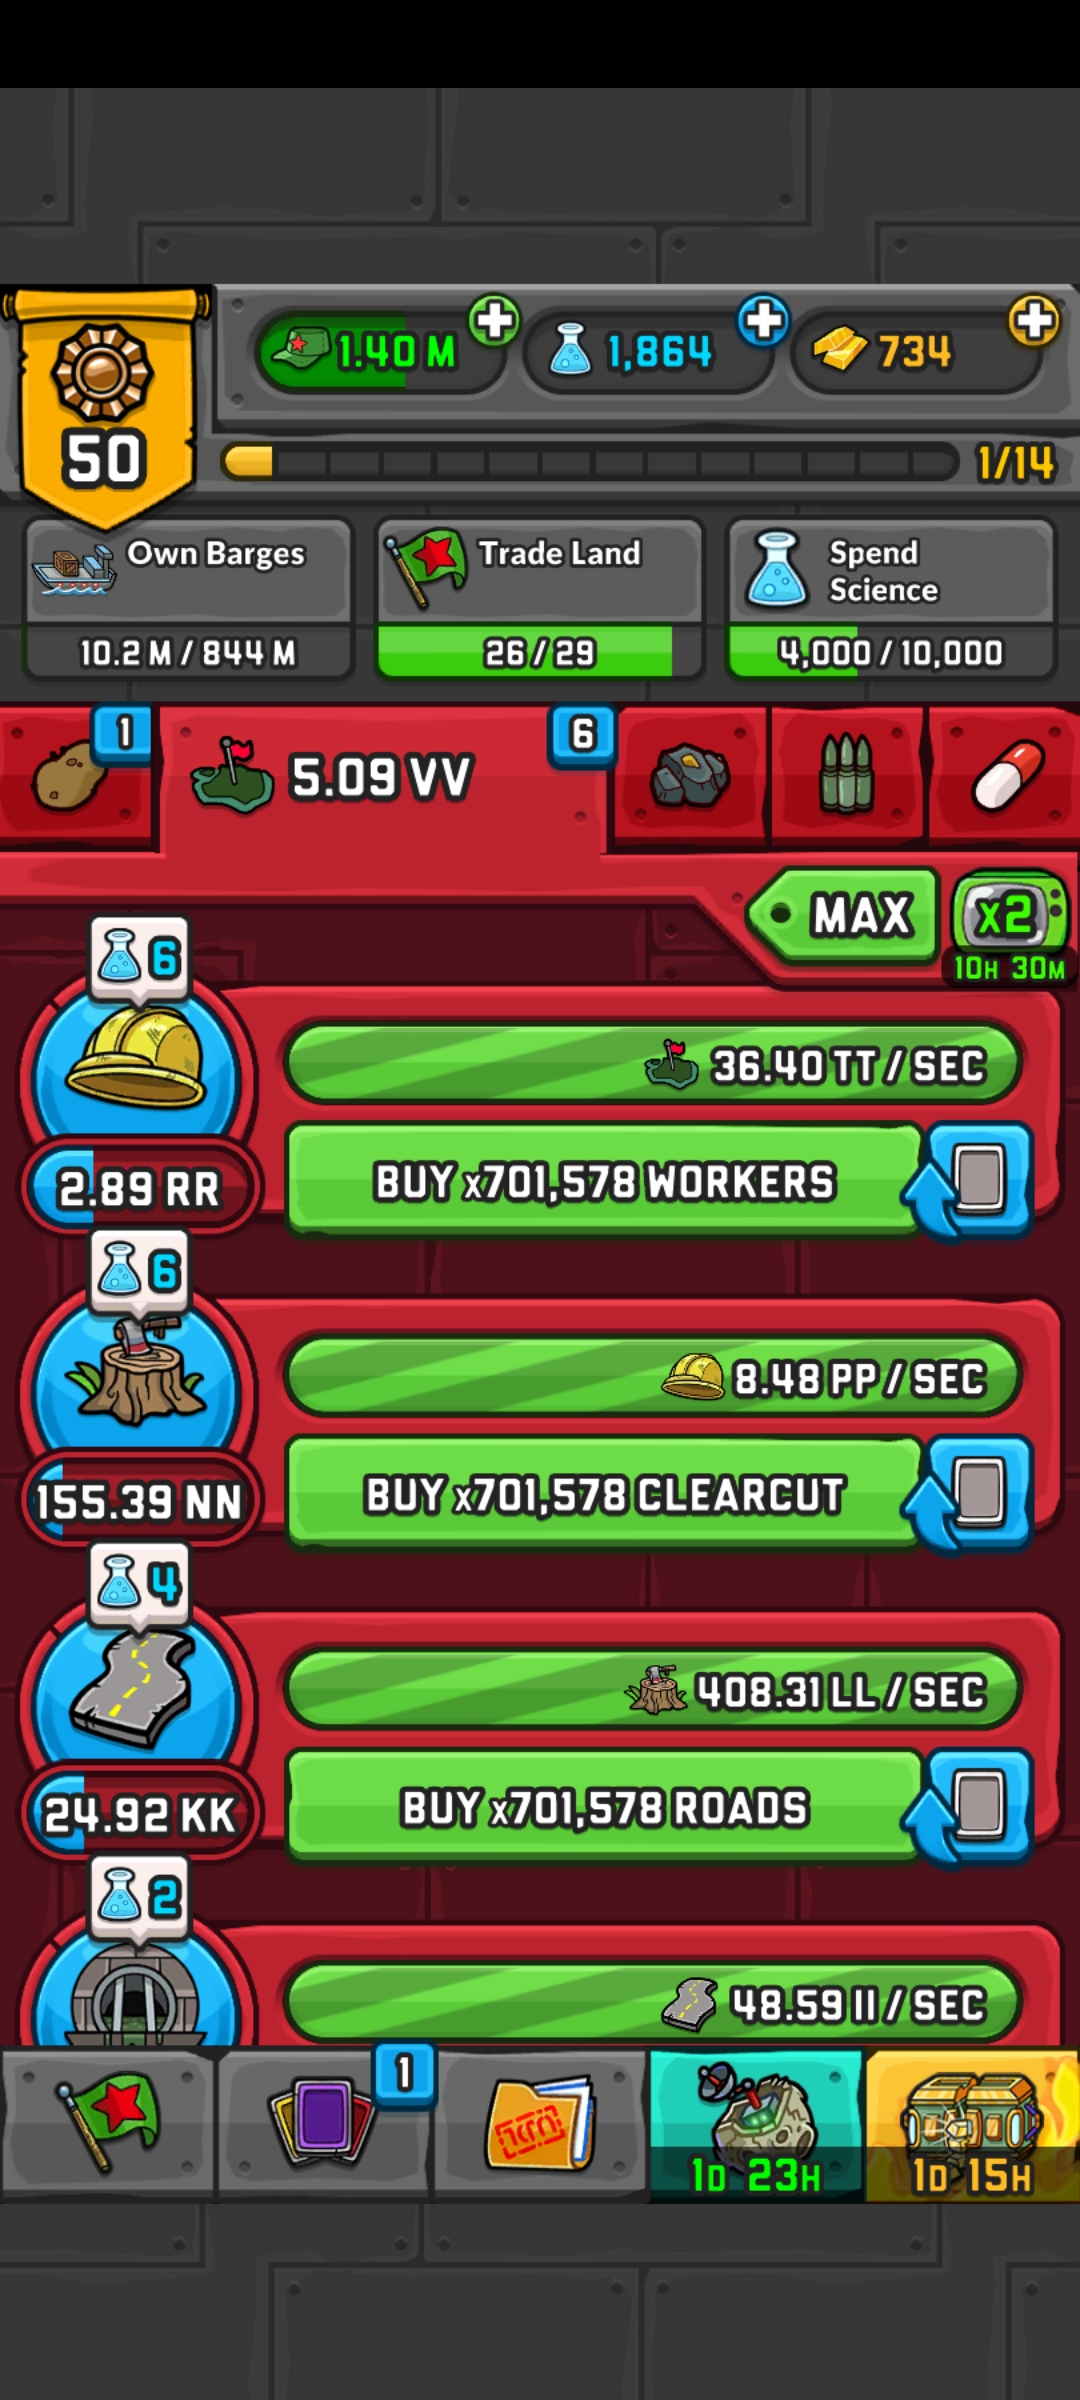 50
1.40 M
1,864
734
1/14
Own Barges
10.2 M / 844 M
Trade Land
26 / 29
Spend
Science
4,000 / 10,000
1
5.09 VV
6
MAX
x2
10H 30M
6
36.40 TT / SEC
2.89 RR
BUY x701,578 WORKERS
6
8.48 PP / SEC
155.39 NN
BUY x701,578 CLEARCUT
4
408.31 LL / SEC
24.92 KK
BUY x701,578 ROADS
2
48.59 II / SEC
1
1D 23H
1D 15H